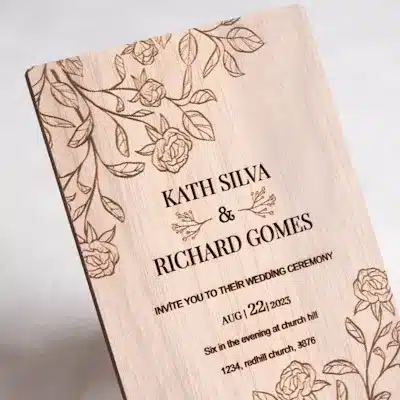 KATH SILVA
&
RICHARD GOMES
INVITE YOU TO THEIR WEDDING CEREMONY
AUG | 22 | 2023
Six in the evening at church hill
1234, redhill church, 3876